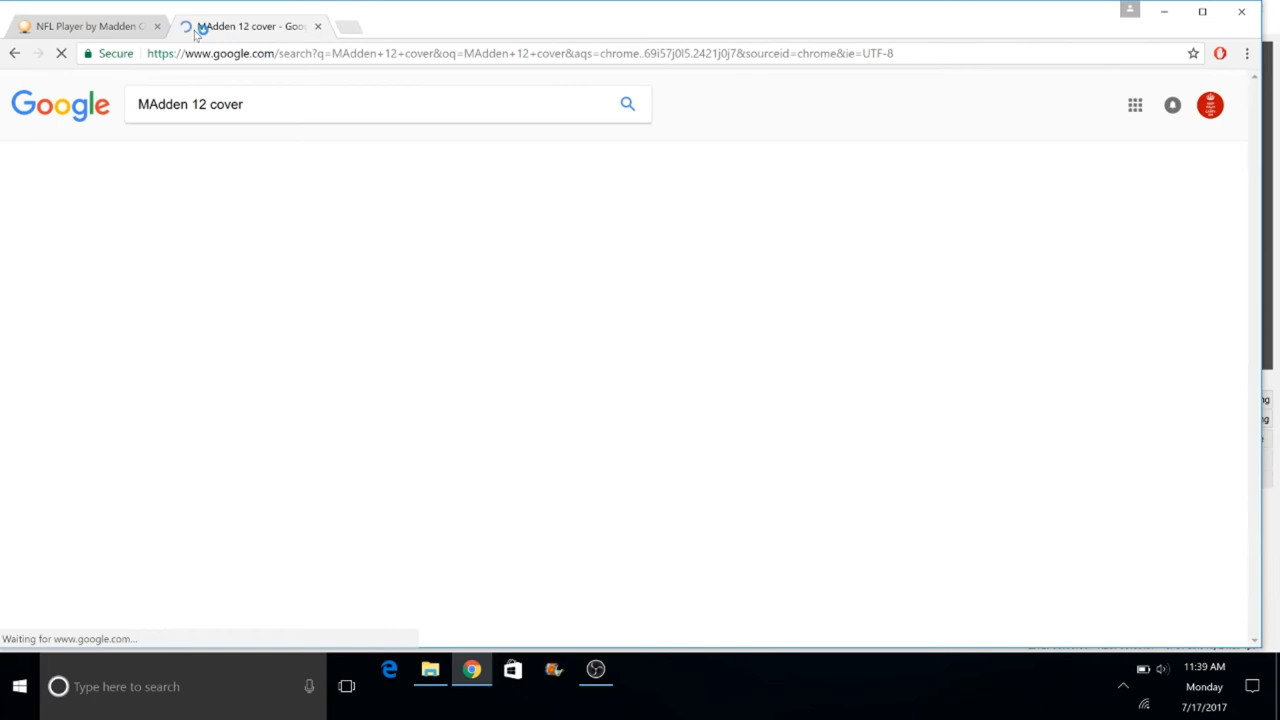 NFL Player by Madden C
MAdden 12 cover - Goo
Secure https://www.google.com/search?q=MAdden+12+cover&oq=MAdden+12+cover&aqs=chrome..69i57j0l5.2421j0j7&sourceid=chrome&ie=UTF-8
Google
MAdden 12 cover
Waiting for www.google.com...
Type here to search
11:39 AM
Monday
7/17/2017